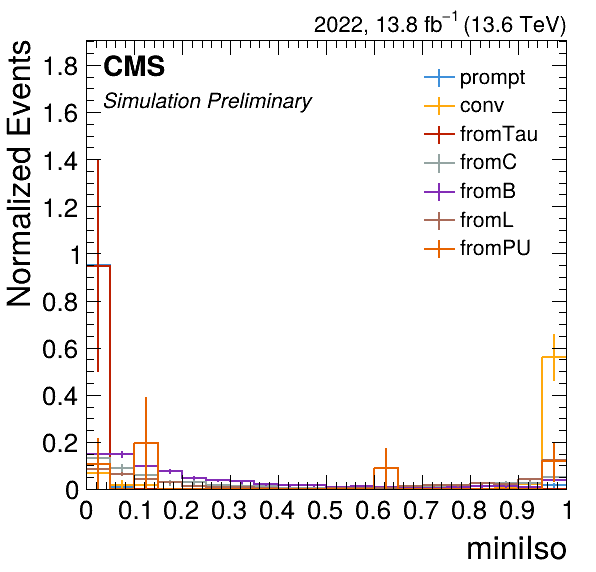 2022, 13.8 fb⁻¹ (13.6 TeV)
CMS
Simulation Preliminary
Normalized Events
prompt
conv
fromTau
fromC
fromB
fromL
fromPU
1.8
1.6
1.4
1.2
1
0.8
0.6
0.4
0.2
0
0 0.1 0.2 0.3 0.4 0.5 0.6 0.7 0.8 0.9 1
miniIso